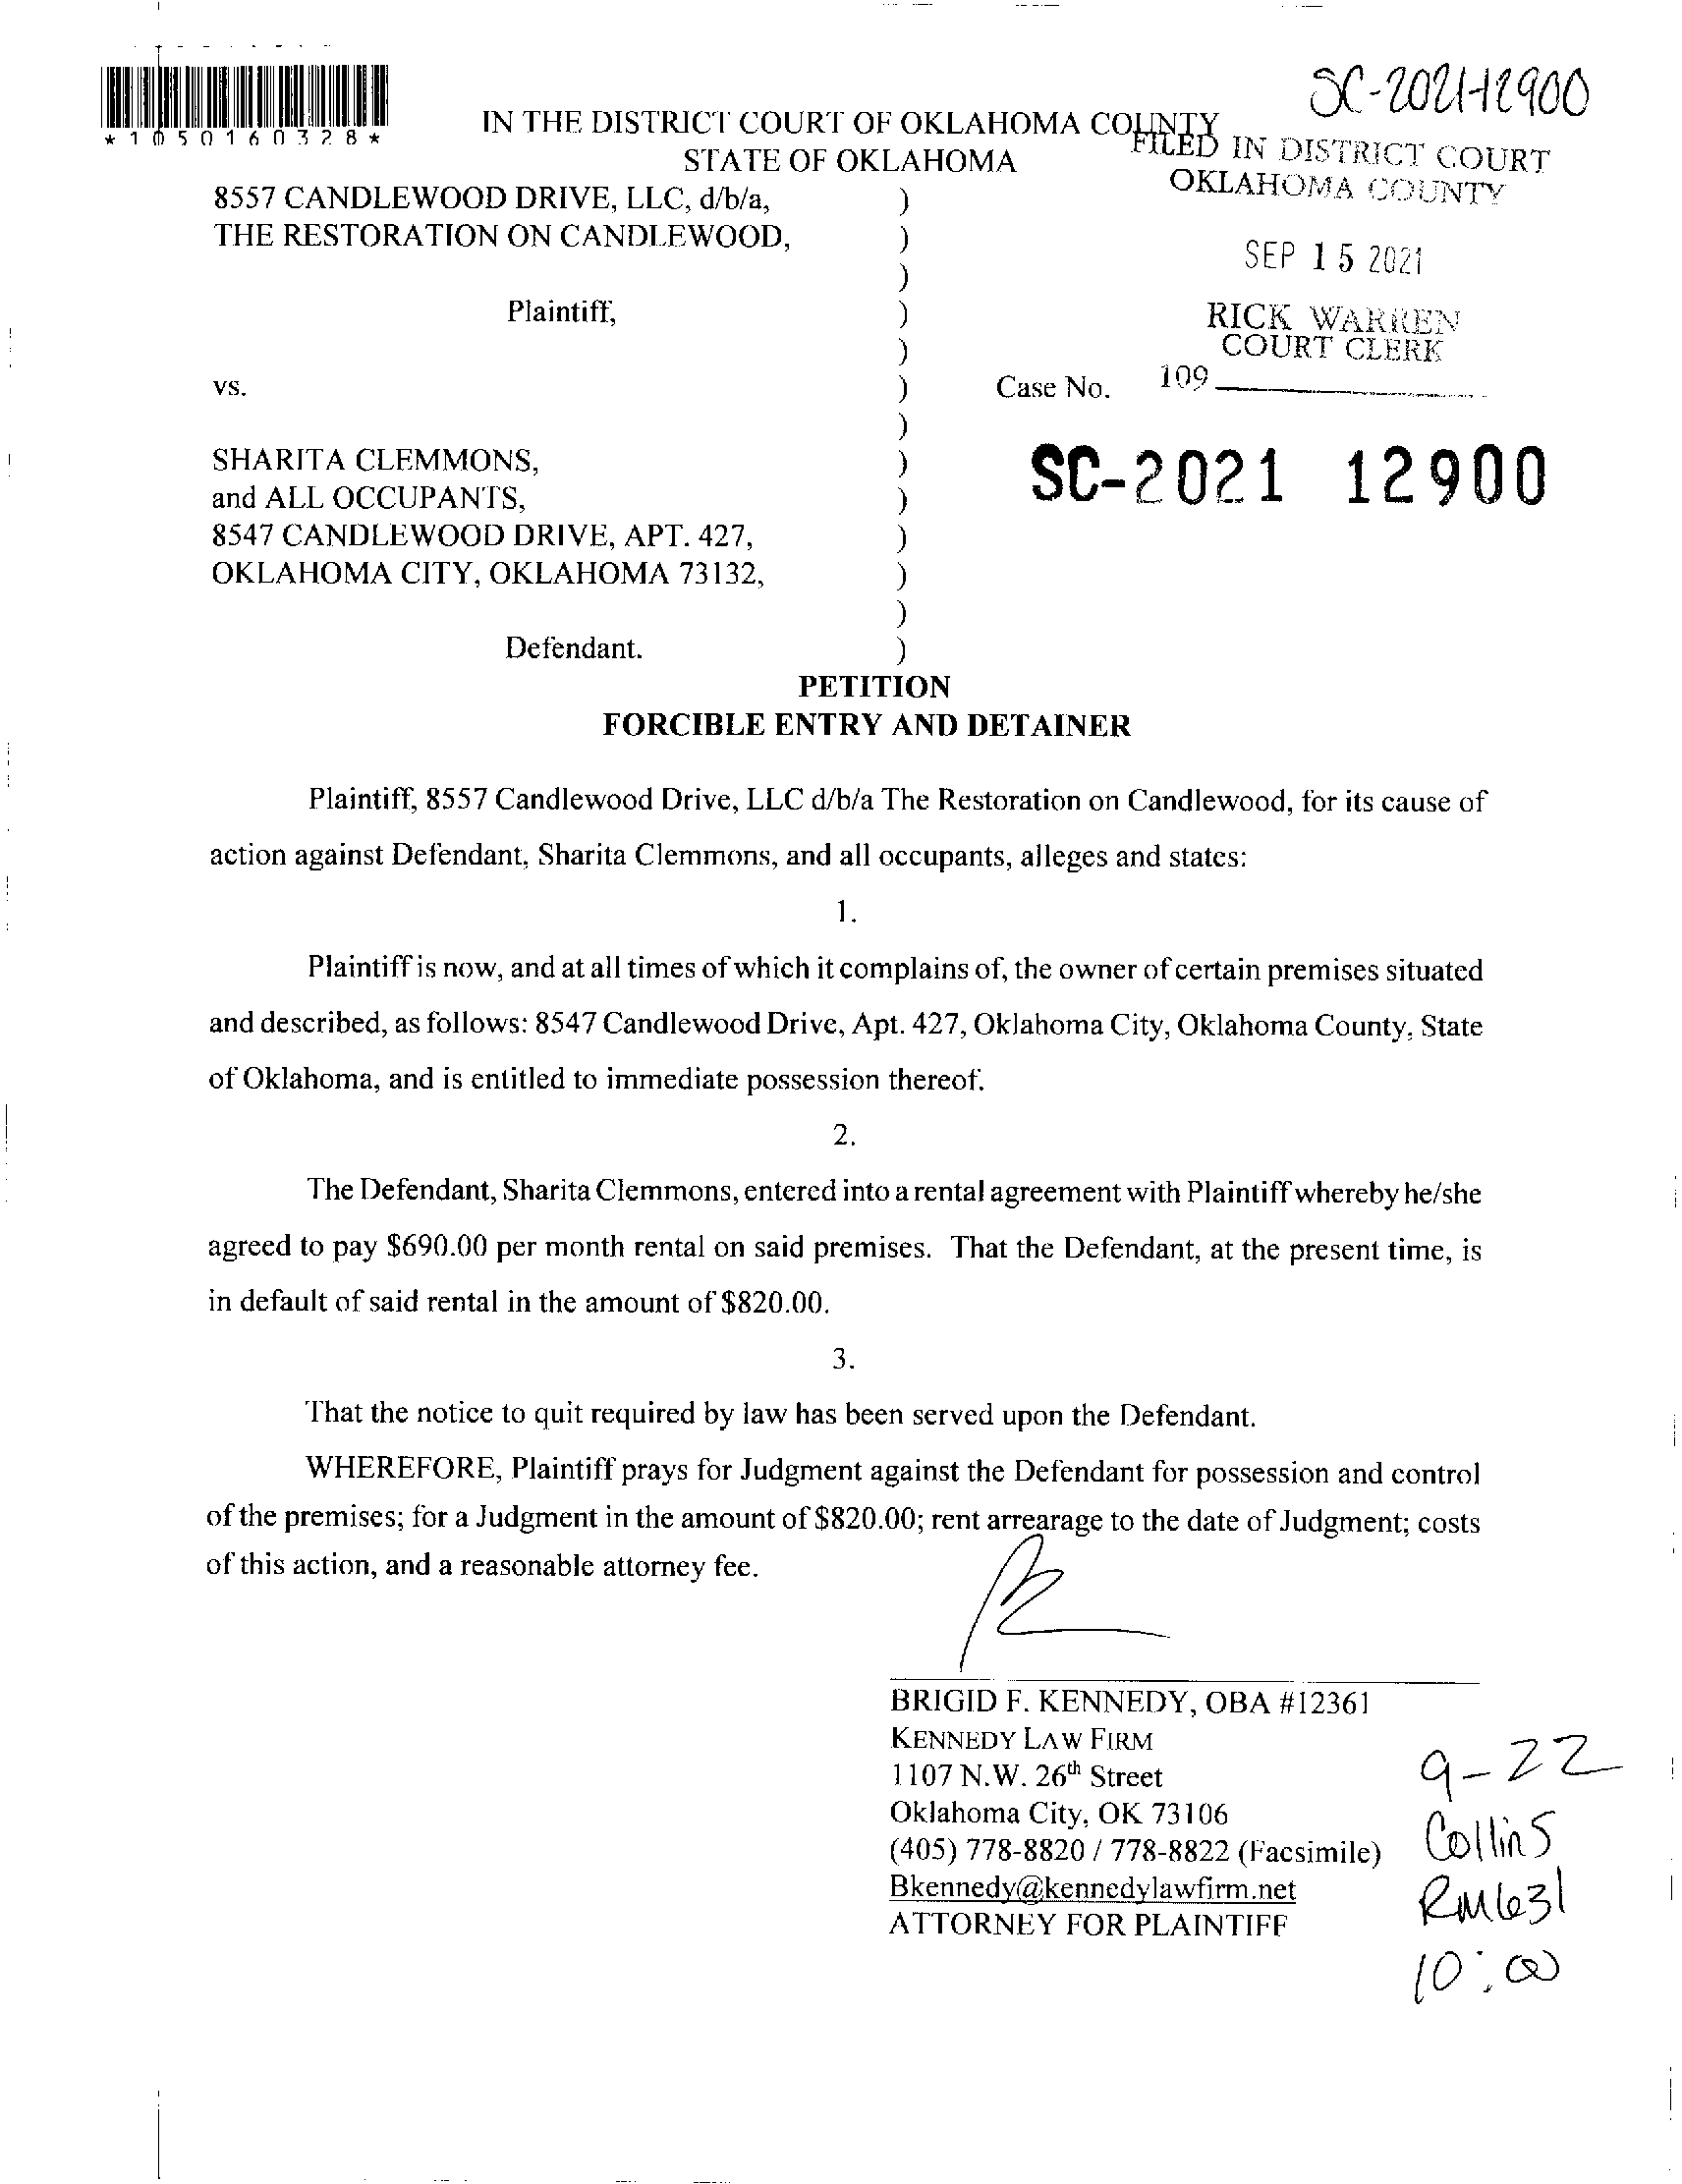 SC-2021-12900
*1050160328*
IN THE DISTRICT COURT OF OKLAHOMA COUNTY
STATE OF OKLAHOMA
FILED IN DISTRICT COURT
OKLAHOMA COUNTY
SEP 15 2021
RICK WARREN
COURT CLERK
109
8557 CANDLEWOOD DRIVE, LLC, d/b/a, )
THE RESTORATION ON CANDLEWOOD, )
)
Plaintiff, )
)
vs. ) Case No.
)
SHARITA CLEMMONS, ) SC-2021 12900
and ALL OCCUPANTS, )
8547 CANDLEWOOD DRIVE, APT. 427, )
OKLAHOMA CITY, OKLAHOMA 73132, )
)
Defendant. )
PETITION
FORCIBLE ENTRY AND DETAINER
Plaintiff, 8557 Candlewood Drive, LLC d/b/a The Restoration on Candlewood, for its cause of
action against Defendant, Sharita Clemmons, and all occupants, alleges and states:
1.
Plaintiff is now, and at all times of which it complains of, the owner of certain premises situated
and described, as follows: 8547 Candlewood Drive, Apt. 427, Oklahoma City, Oklahoma County, State
of Oklahoma, and is entitled to immediate possession thereof.
2.
The Defendant, Sharita Clemmons, entered into a rental agreement with Plaintiff whereby he/she
agreed to pay $690.00 per month rental on said premises. That the Defendant, at the present time, is
in default of said rental in the amount of $820.00.
3.
That the notice to quit required by law has been served upon the Defendant.
WHEREFORE, Plaintiff prays for Judgment against the Defendant for possession and control
of the premises; for a Judgment in the amount of $820.00; rent arrearage to the date of Judgment; costs
of this action, and a reasonable attorney fee.
BRIGID F. KENNEDY, OBA #12361
KENNEDY LAW FIRM
1107 N.W. 26th Street
Oklahoma City, OK 73106
(405) 778-8820 / 778-8822 (Facsimile)
Bkennedy@kennedylawfirm.net
ATTORNEY FOR PLAINTIFF
9-22
Collins
Rm 631
10:00